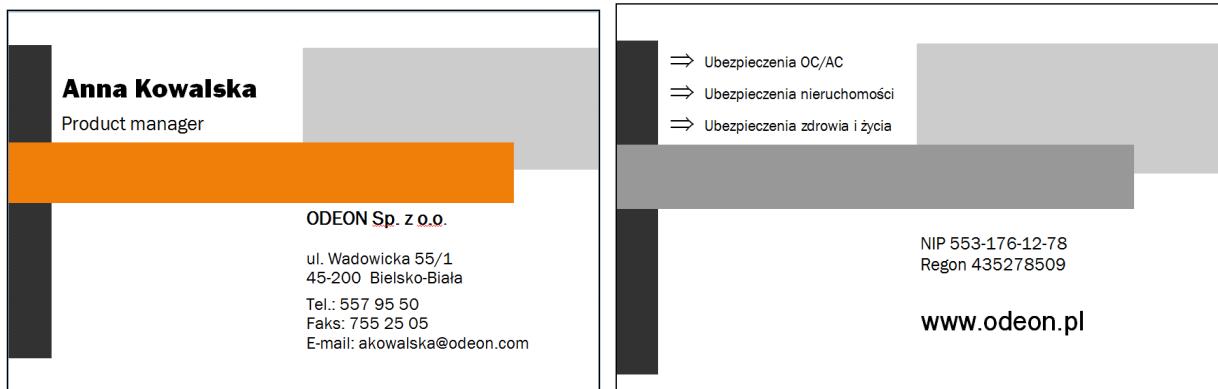 Anna Kowalska
Product manager
ODEON Sp. z o.o.
ul. Wadowicka 55/1
45-200 Bielsko-Biała
Tel.: 557 95 50
Faks: 755 25 05
E-mail: akowalska@odeon.com
⇒ Ubezpieczenia OC/AC
⇒ Ubezpieczenia nieruchomości
⇒ Ubezpieczenia zdrowia i życia
NIP 553-176-12-78
Regon 435278509
www.odeon.pl